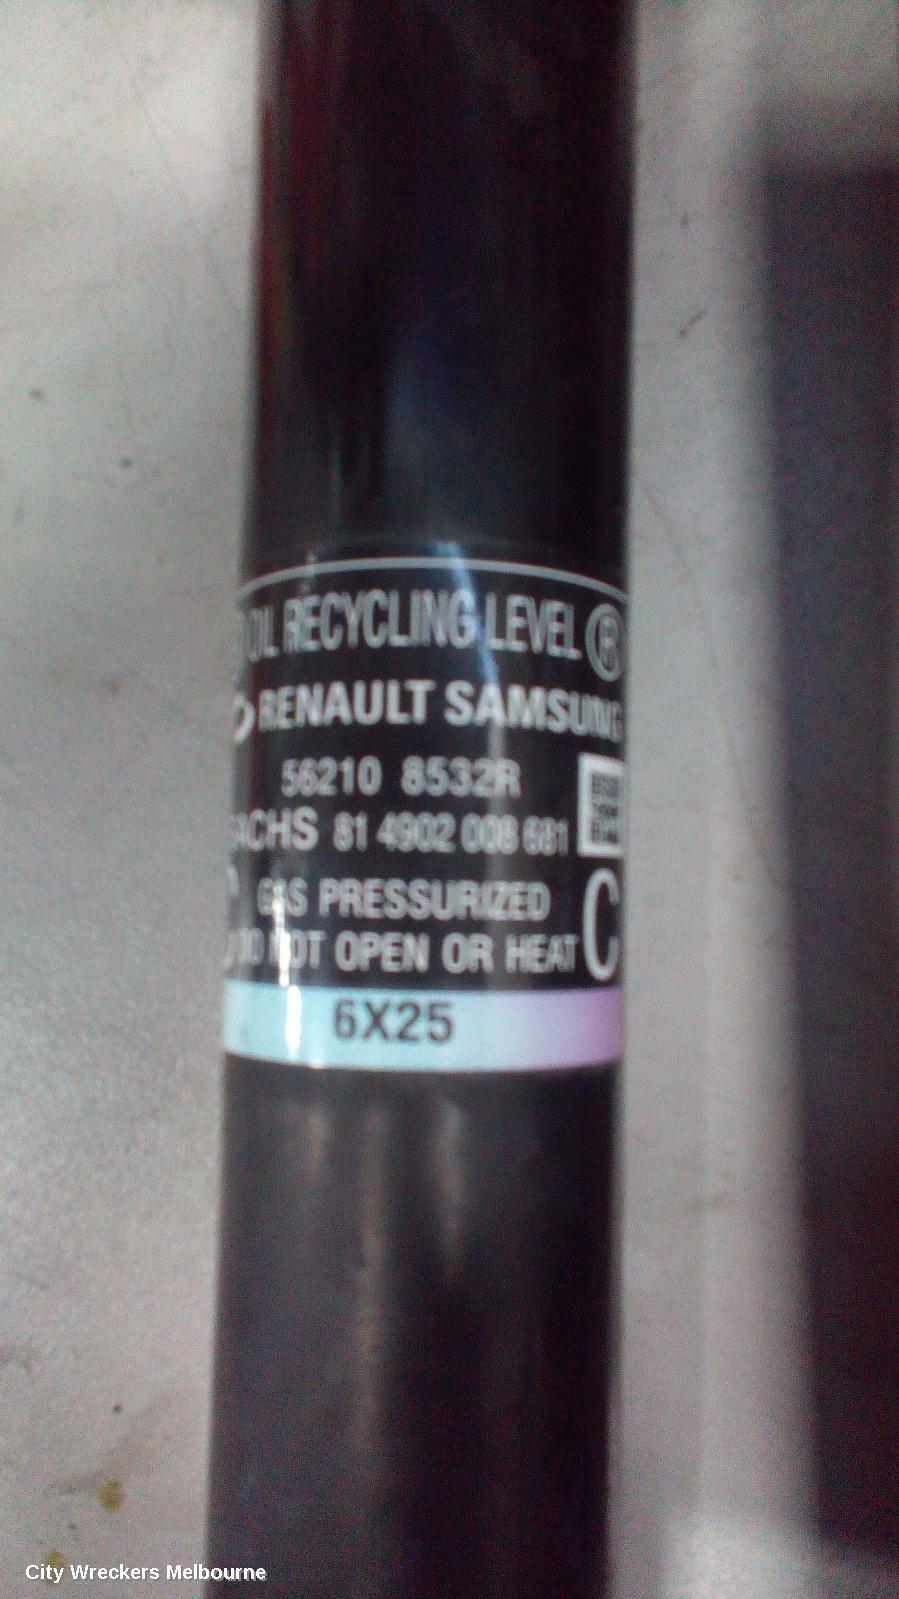 OIL RECYCLING LEVEL ®
RENAULT SAMSUNG
56210 8532R
SACHS 81 4902 008 681
C GAS PRESSURIZED C
DO NOT OPEN OR HEAT
6X25
City Wreckers Melbourne